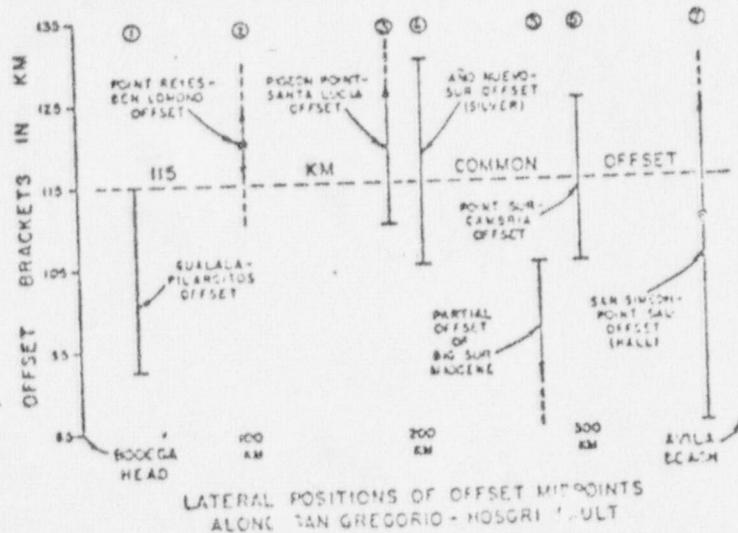 OFFSET BRACKETS IN KM
135
125
115
105
95
85
①
②
③
④
⑤
⑥
⑦
POINT REYES-
BEN LOMOND
OFFSET
PIGEON POINT-
SANTA LUCIA
OFFSET
AÑO NUEVO-
SUR OFFSET
(SILVER)
115 KM COMMON OFFSET
GUALALA-
PILARCITOS
OFFSET
POINT SUR-
CAMBRIA
OFFSET
PARTIAL
OFFSET
OF
BIG SUR
MIOCENE
SAN SIMEON-
POINT SAL
OFFSET
(HALL)
BODEGA
HEAD
100
KM
200
KM
300
KM
AVILA
BEACH
LATERAL POSITIONS OF OFFSET MIDPOINTS
ALONG SAN GREGORIO-HOSGRI FAULT